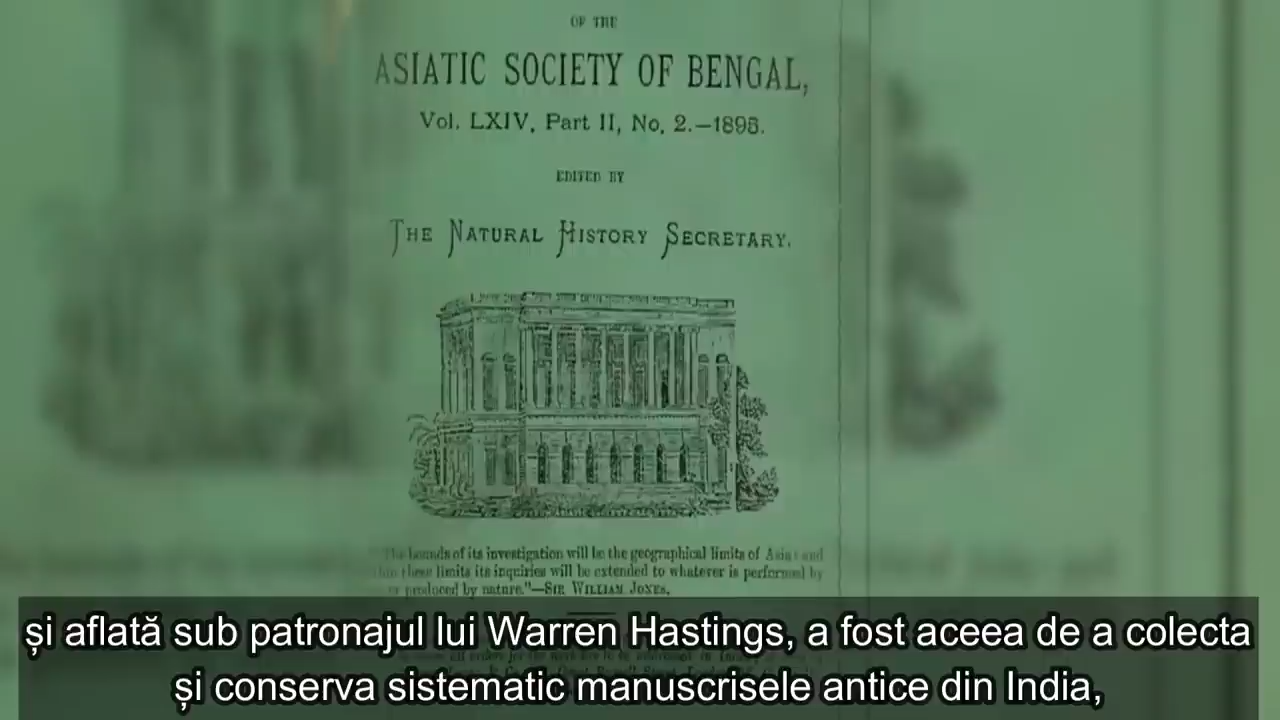 OF THE
ASIATIC SOCIETY OF BENGAL,
Vol. LXIV, Part II, No. 2.—1895.
EDITED BY
THE NATURAL HISTORY SECRETARY.
bounds of its investigation will be the geographical limits of Asia and
these limits its inquiries will be extended to whatever is performed by
or produced by nature."—SIR WILLIAM JONES.
și aflată sub patronajul lui Warren Hastings, a fost aceea de a colecta
și conserva sistematic manuscrisele antice din India,